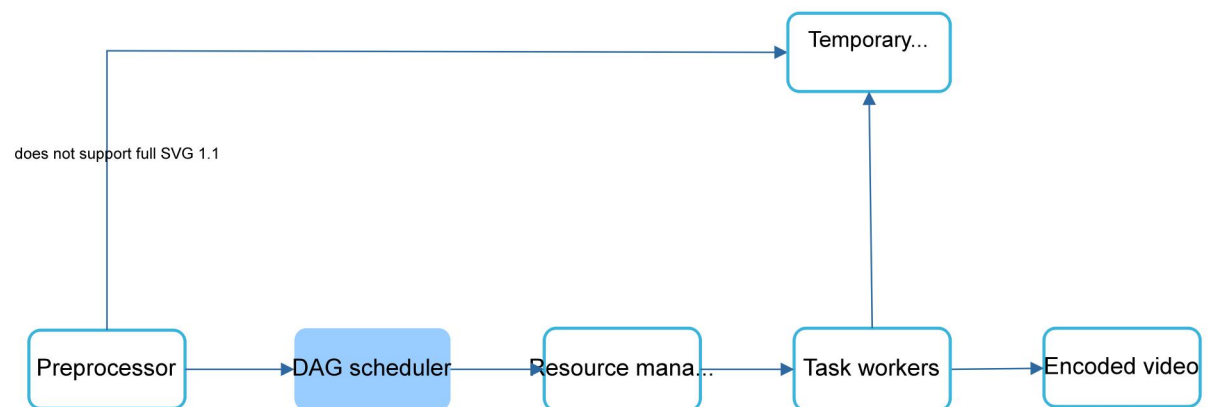 Temporary...
does not support full SVG 1.1
Preprocessor
DAG scheduler
Resource mana...
Task workers
Encoded video